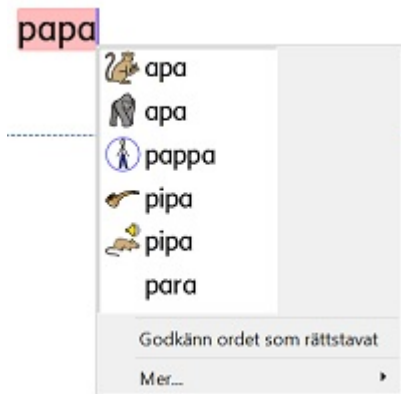 papa
apa
apa
pappa
pipa
pipa
para
Godkänn ordet som rättstavat
Mer...